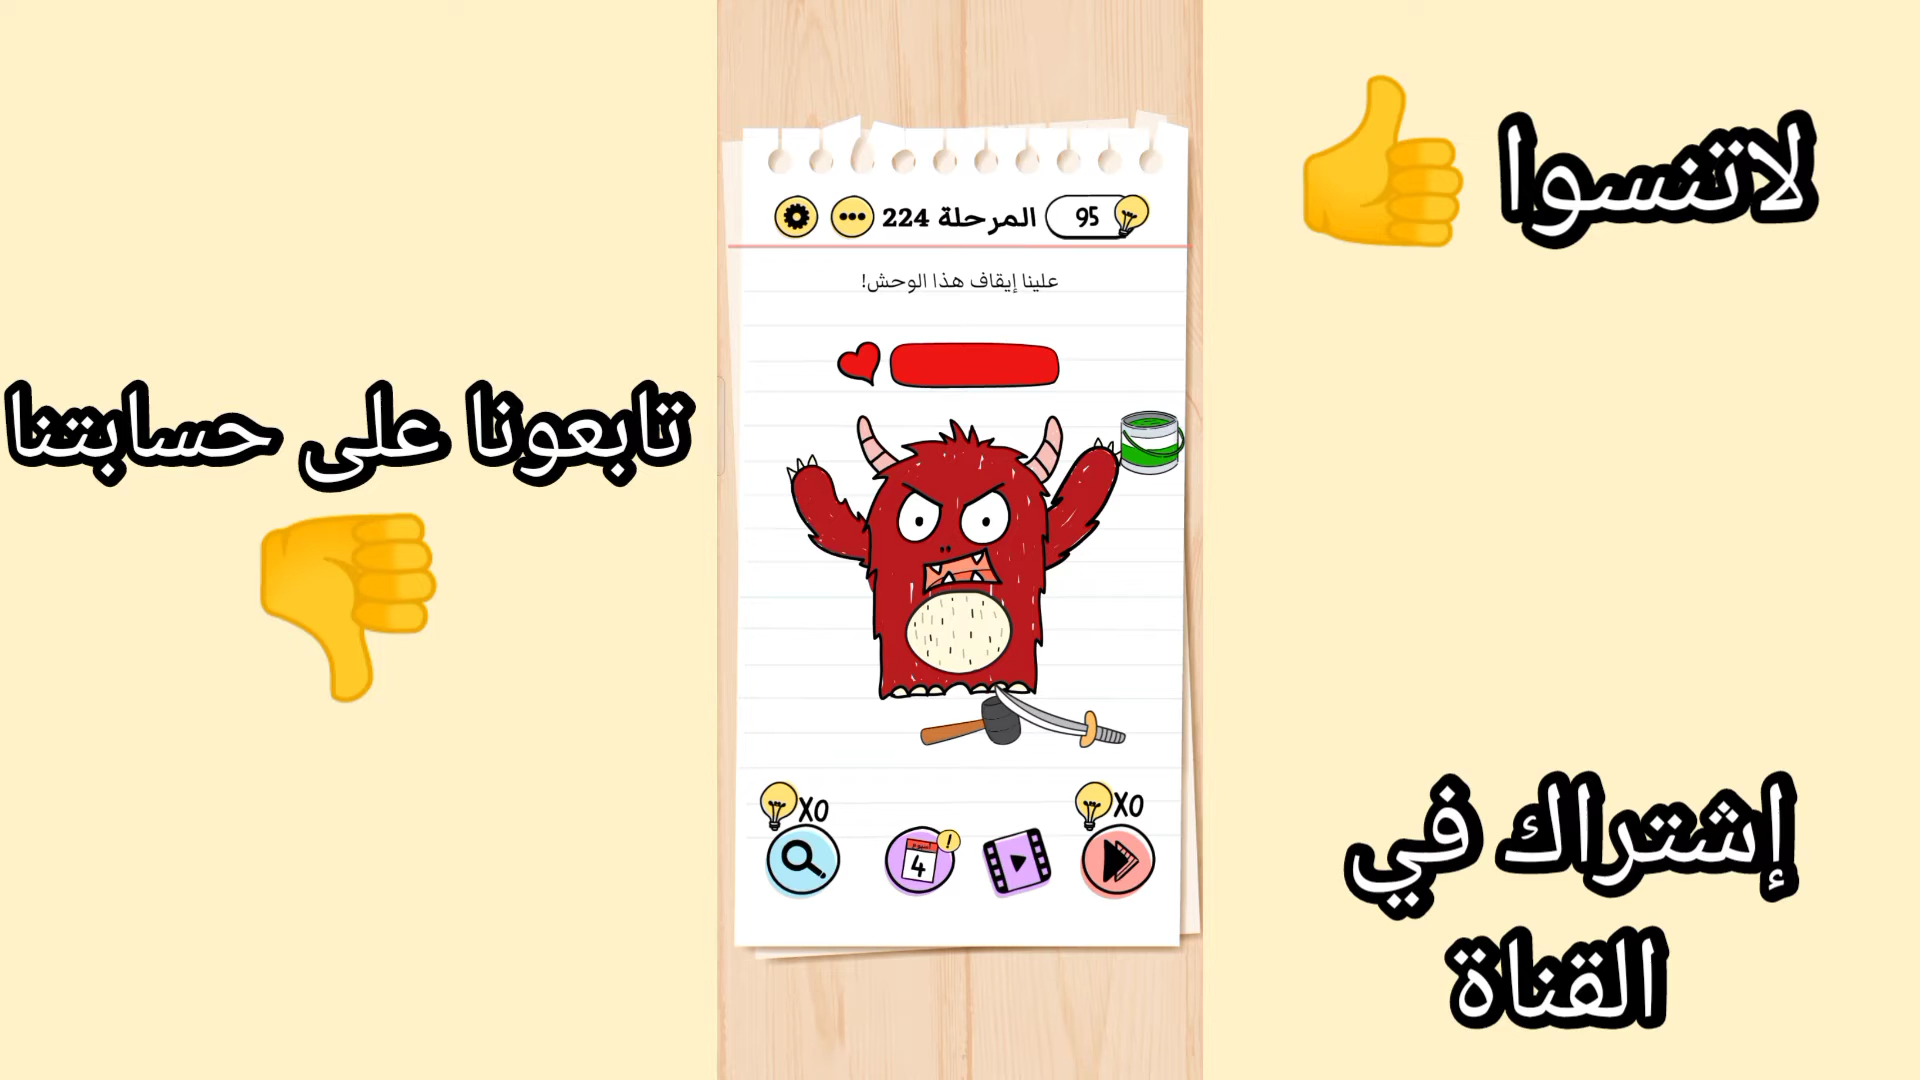 لاتنسوا
المرحلة 224
95
علينا إيقاف هذا الوحش!
تابعونا على حسابتنا
X0
X0
4
!
إشتراك في
القناة